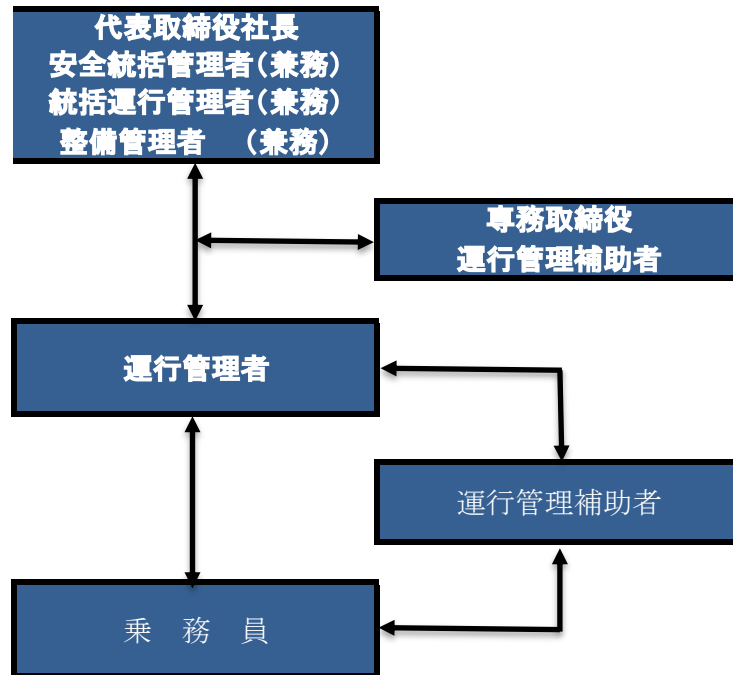 代表取締役社長
安全統括管理者（兼務）
統括運行管理者（兼務）
整備管理者　（兼務）
専務取締役
運行管理補助者
運行管理者
運行管理補助者
乗　務　員